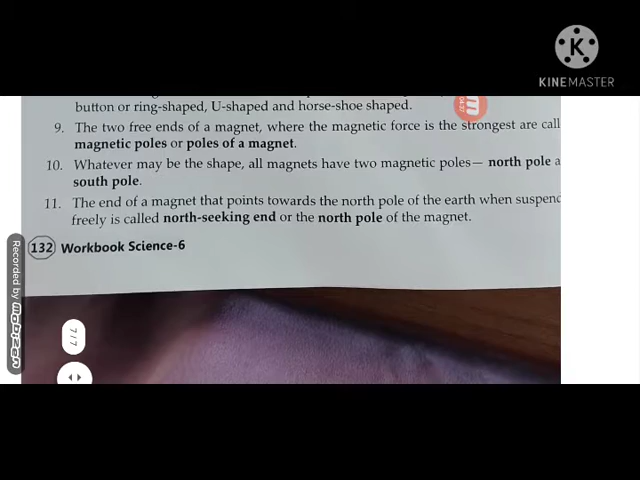 K
KINEMASTER
button or ring-shaped, U-shaped and horse-shoe shaped.
9. The two free ends of a magnet, where the magnetic force is the strongest are call
magnetic poles or poles of a magnet.
10. Whatever may be the shape, all magnets have two magnetic poles— north pole a
south pole.
11. The end of a magnet that points towards the north pole of the earth when suspend
freely is called north-seeking end or the north pole of the magnet.
132 Workbook Science-6
Recorded by mobizen
7/7